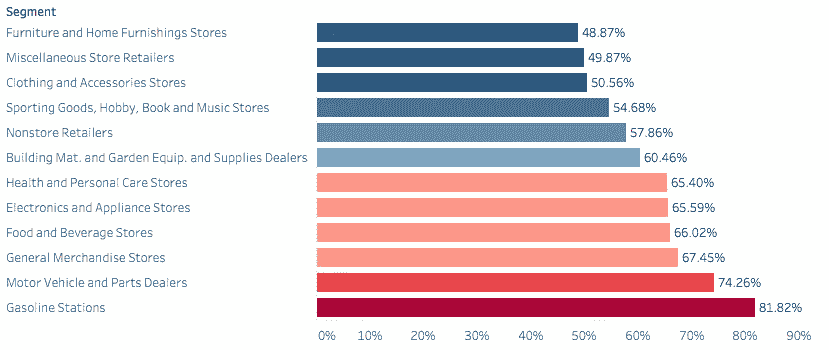 Segment
Furniture and Home Furnishings Stores 48.87%
Miscellaneous Store Retailers 49.87%
Clothing and Accessories Stores 50.56%
Sporting Goods, Hobby, Book and Music Stores 54.68%
Nonstore Retailers 57.86%
Building Mat. and Garden Equip. and Supplies Dealers 60.46%
Health and Personal Care Stores 65.40%
Electronics and Appliance Stores 65.59%
Food and Beverage Stores 66.02%
General Merchandise Stores 67.45%
Motor Vehicle and Parts Dealers 74.26%
Gasoline Stations 81.82%
0% 10% 20% 30% 40% 50% 60% 70% 80% 90%